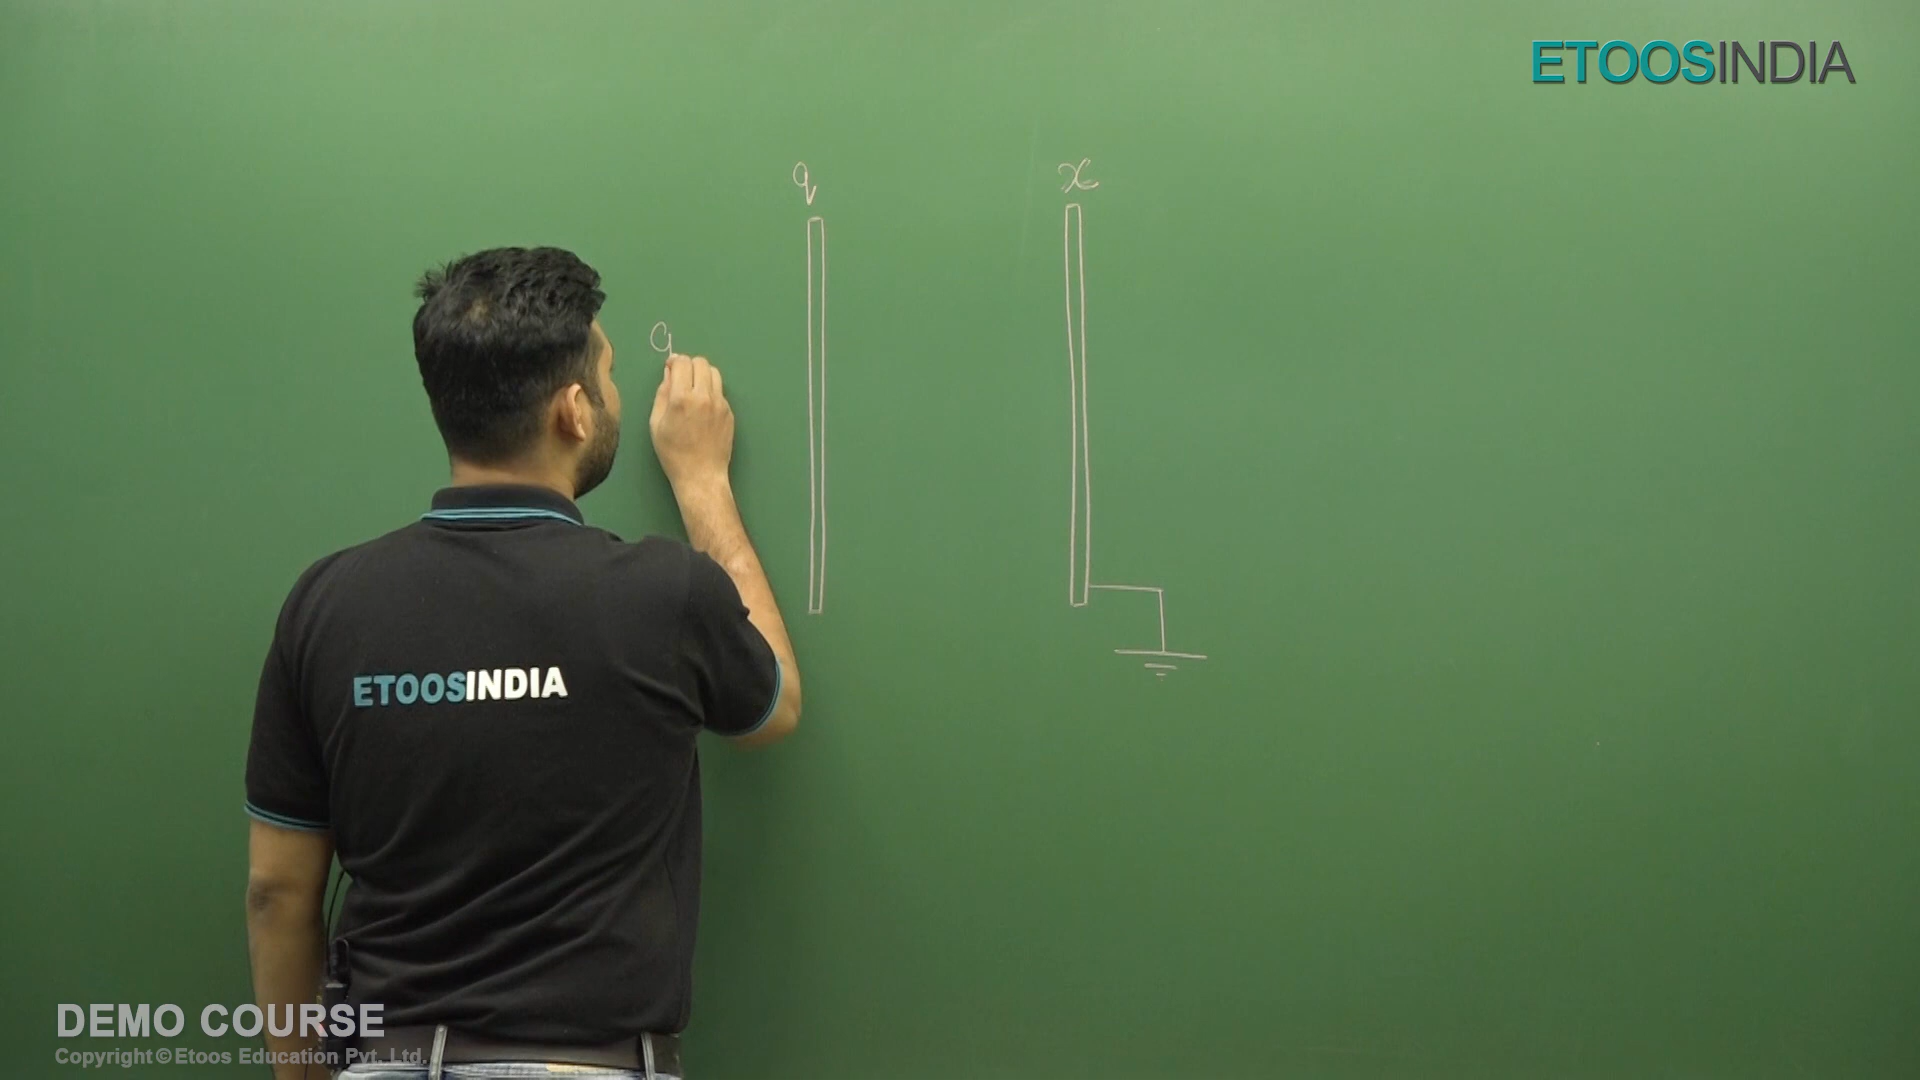 ETOOSINDIA
q
x
q
ETOOSINDIA
DEMO COURSE
Copyright © Etoos Education Pvt. Ltd.